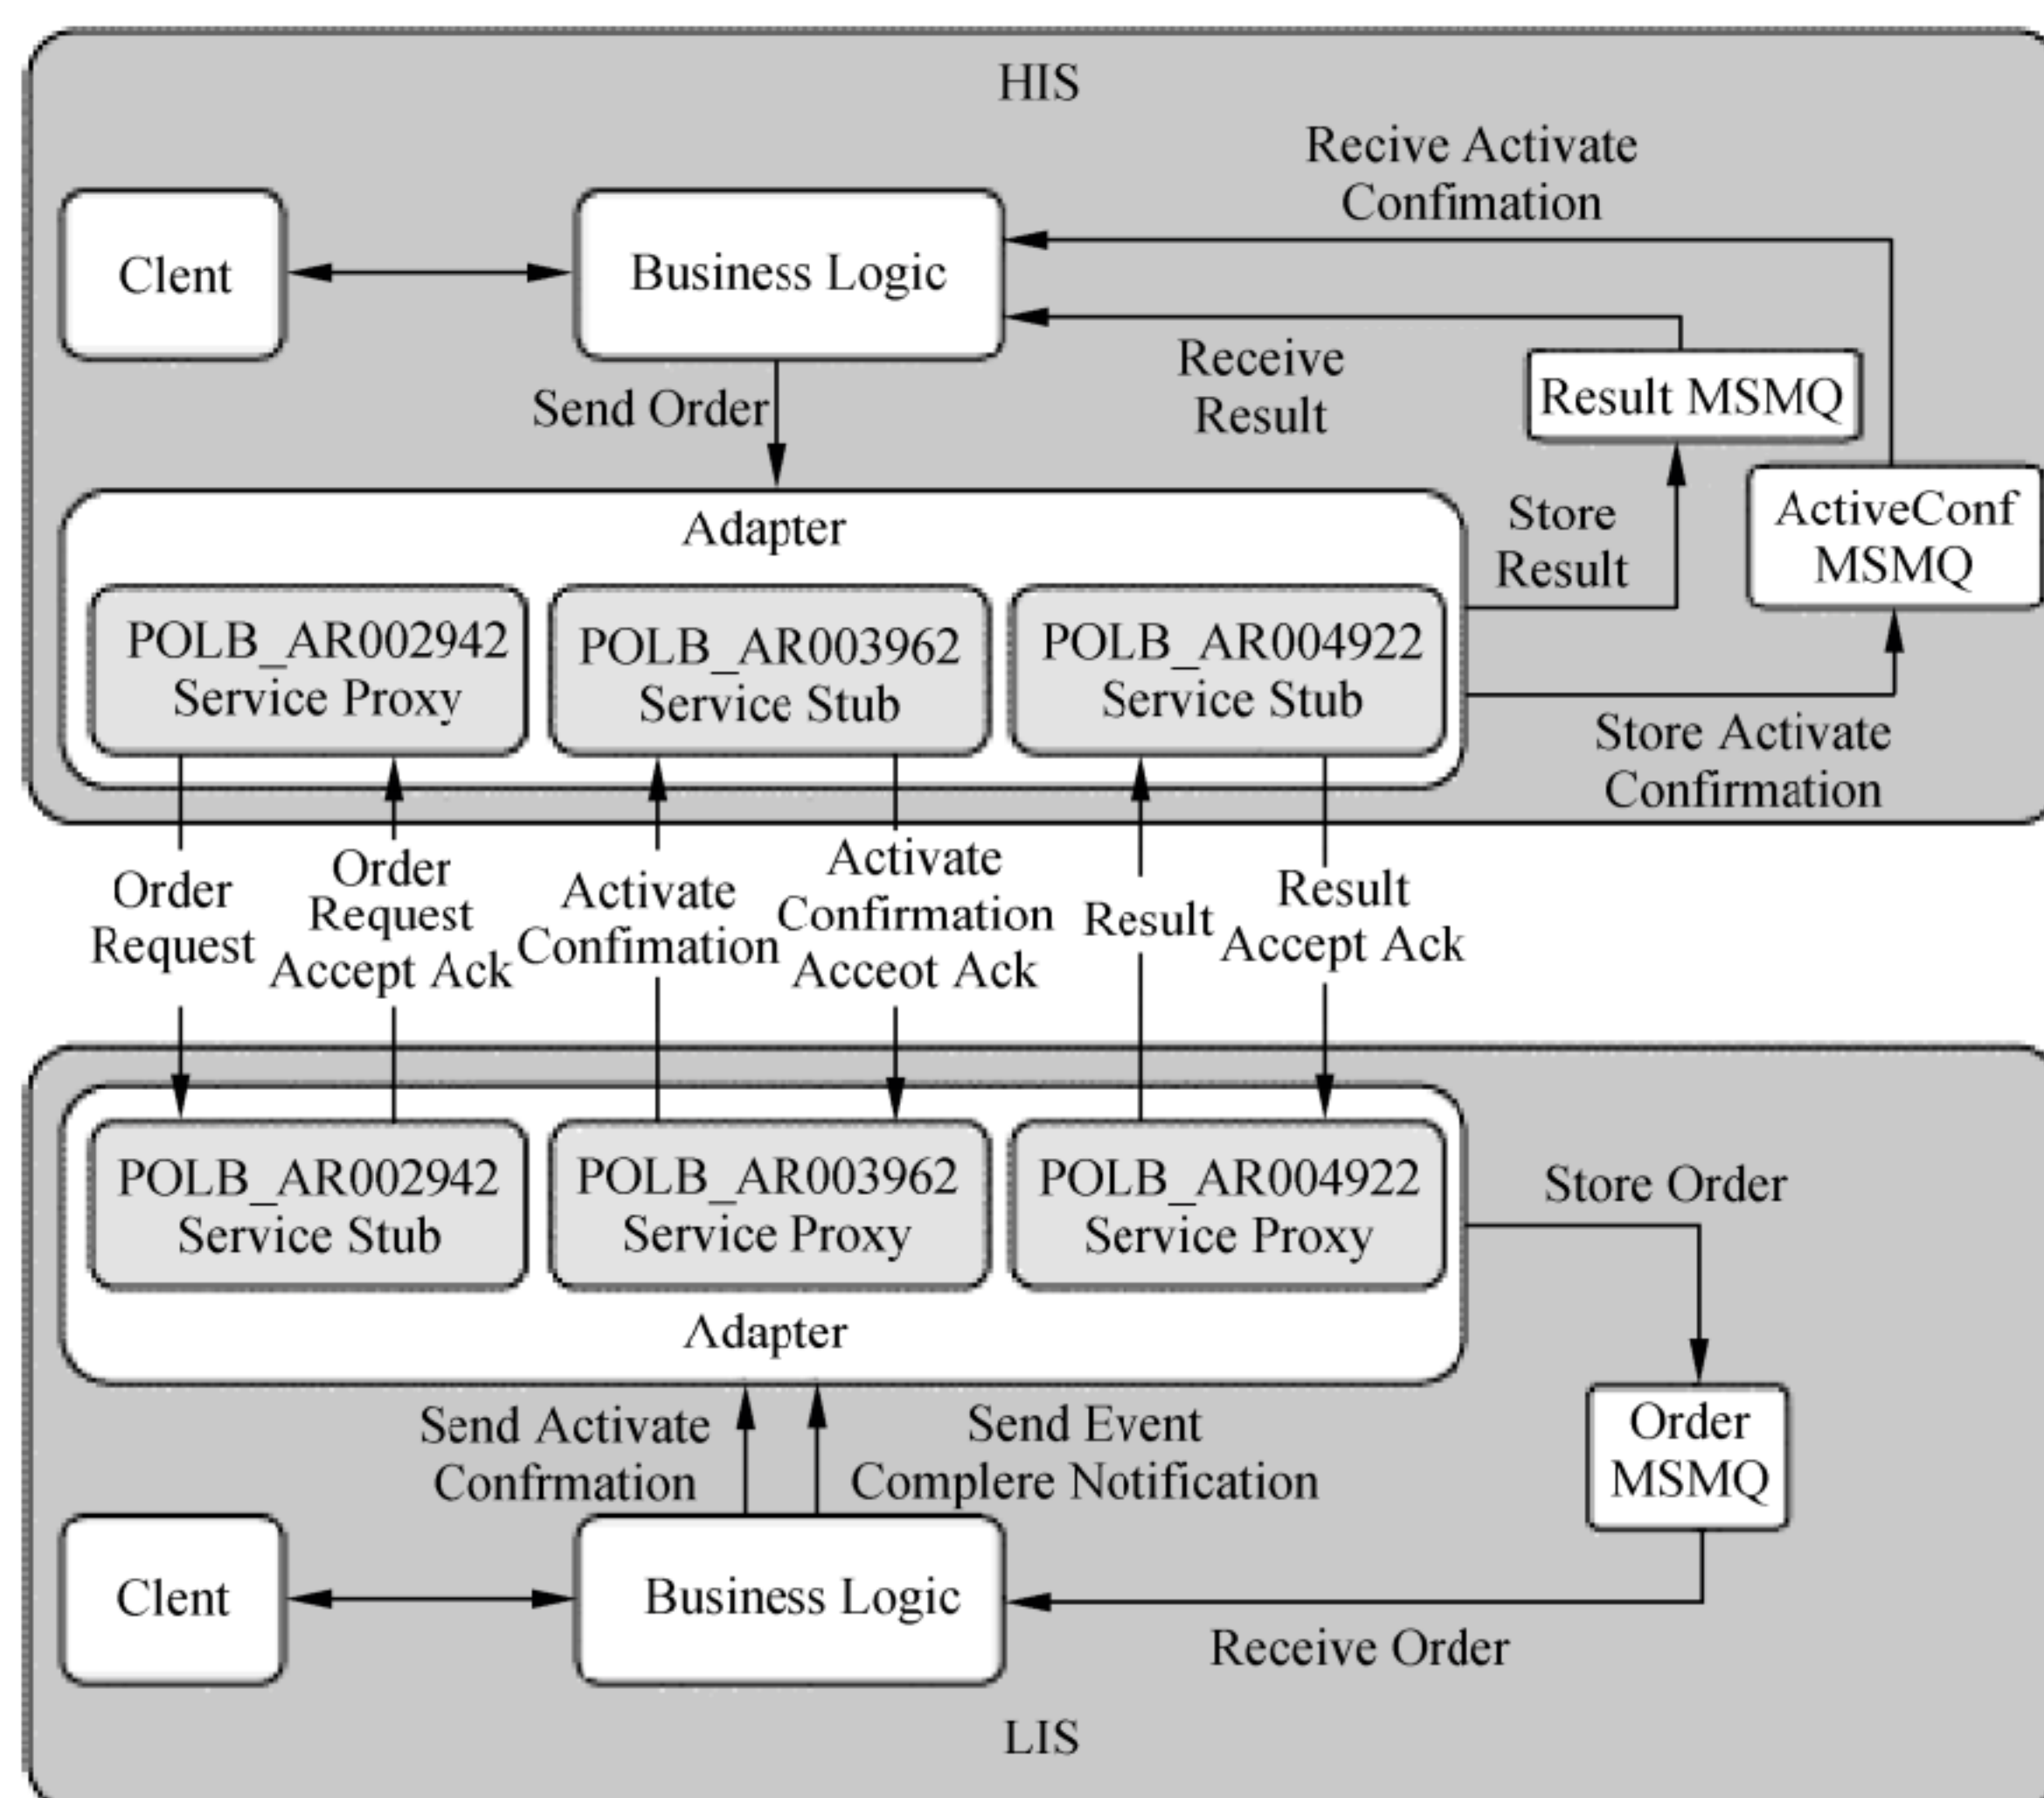 HIS
Recive Activate
Confimation
Clent
Business Logic
Receive
Result
Result MSMQ
Send Order
ActiveConf
MSMQ
Store
Result
Adapter
POLB_AR002942
Service Proxy
POLB_AR003962
Service Stub
POLB_AR004922
Service Stub
Store Activate
Confirmation
Order
Request
Order
Request
Accept Ack
Activate
Confimation
Activate
Confirmation
Acceot Ack
Result
Result
Accept Ack
POLB_AR002942
Service Stub
POLB_AR003962
Service Proxy
POLB_AR004922
Service Proxy
Store Order
Adapter
Send Activate
Confrmation
Send Event
Complere Notification
Order
MSMQ
Clent
Business Logic
Receive Order
LIS